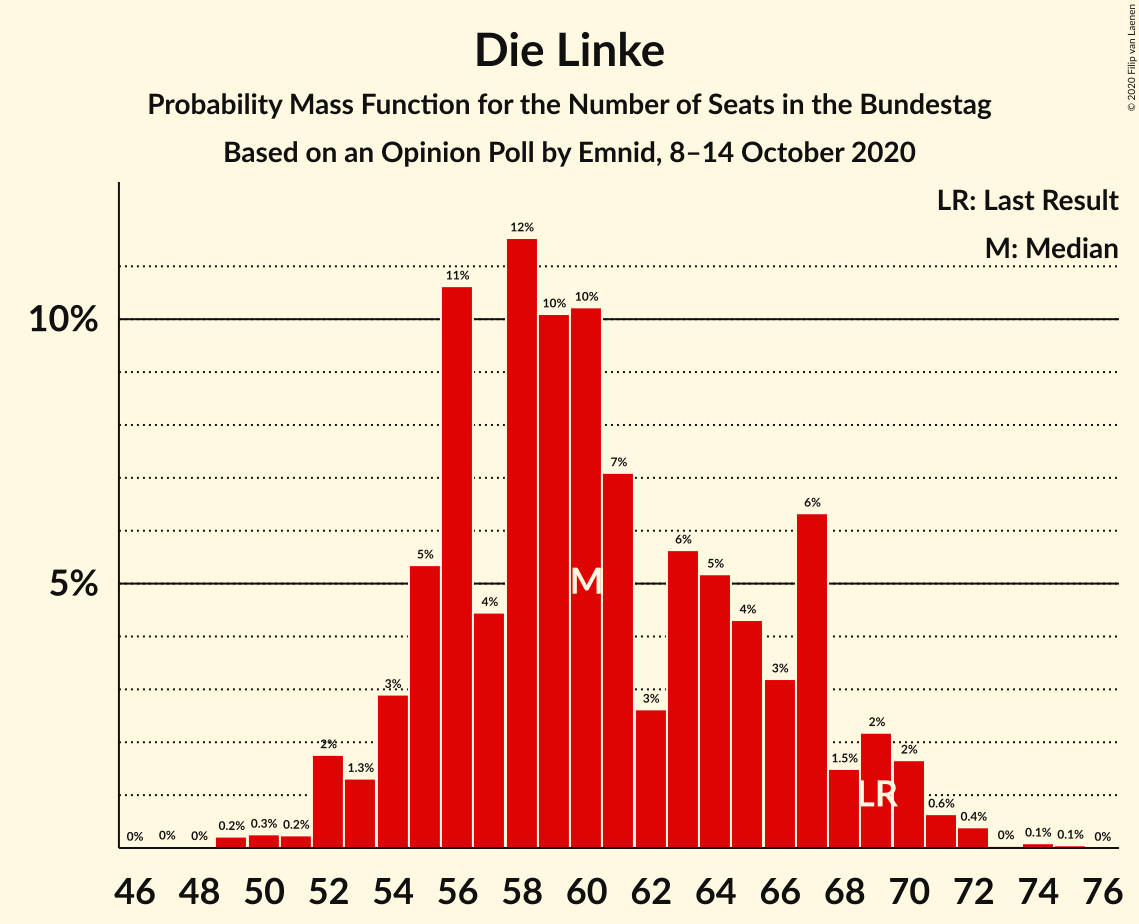 Die Linke
Probability Mass Function for the Number of Seats in the Bundestag
Based on an Opinion Poll by Emnid, 8–14 October 2020
© 2020 Filip van Laenen
LR: Last Result
M: Median
10%
5%
0% 0% 0% 0.2% 0.3% 0.2% 2% 1.3% 3% 5% 11% 4% 12% 10% 10% 7% 3% 6% 5% 4% 3% 6% 1.5% 2% 2% 0.6% 0.4% 0% 0.1% 0.1% 0%
M
LR
46 48 50 52 54 56 58 60 62 64 66 68 70 72 74 76